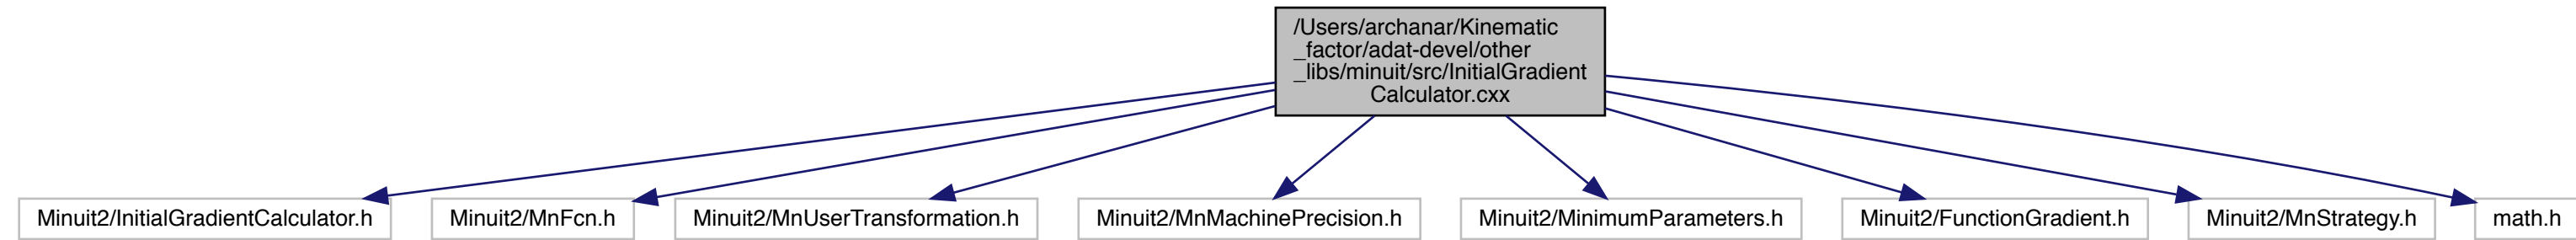 /Users/archanar/Kinematic
_factor/adat-devel/other
_libs/minuit/src/InitialGradient
Calculator.cxx
Minuit2/InitialGradientCalculator.h
Minuit2/MnFcn.h
Minuit2/MnUserTransformation.h
Minuit2/MnMachinePrecision.h
Minuit2/MinimumParameters.h
Minuit2/FunctionGradient.h
Minuit2/MnStrategy.h
math.h